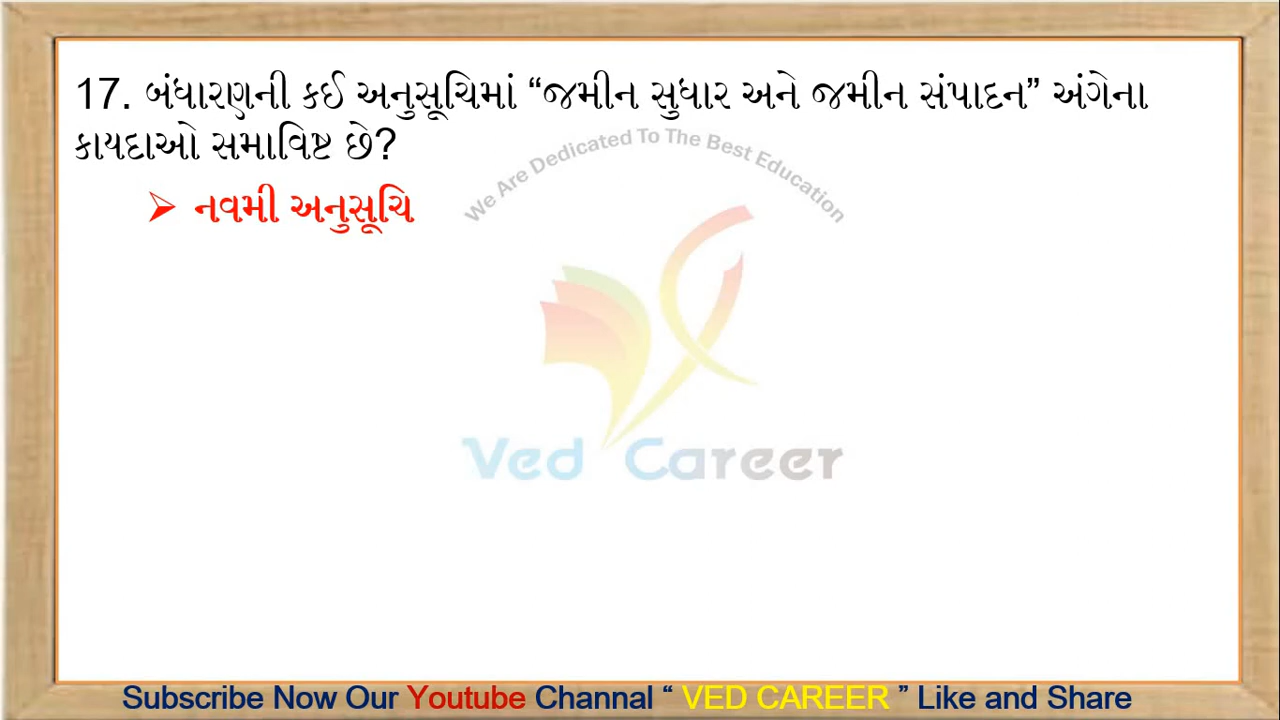 17. બંધારણની કઈ અનુસૂચિમાં “જમીન સુધાર અને જમીન સંપાદન” અંગેના
કાયદાઓ સમાવિષ્ટ છે?
➢ નવમી અનુસૂચિ
We Are Dedicated To The Best Education
Ved Career
Subscribe Now Our Youtube Channal “ VED CAREER ” Like and Share